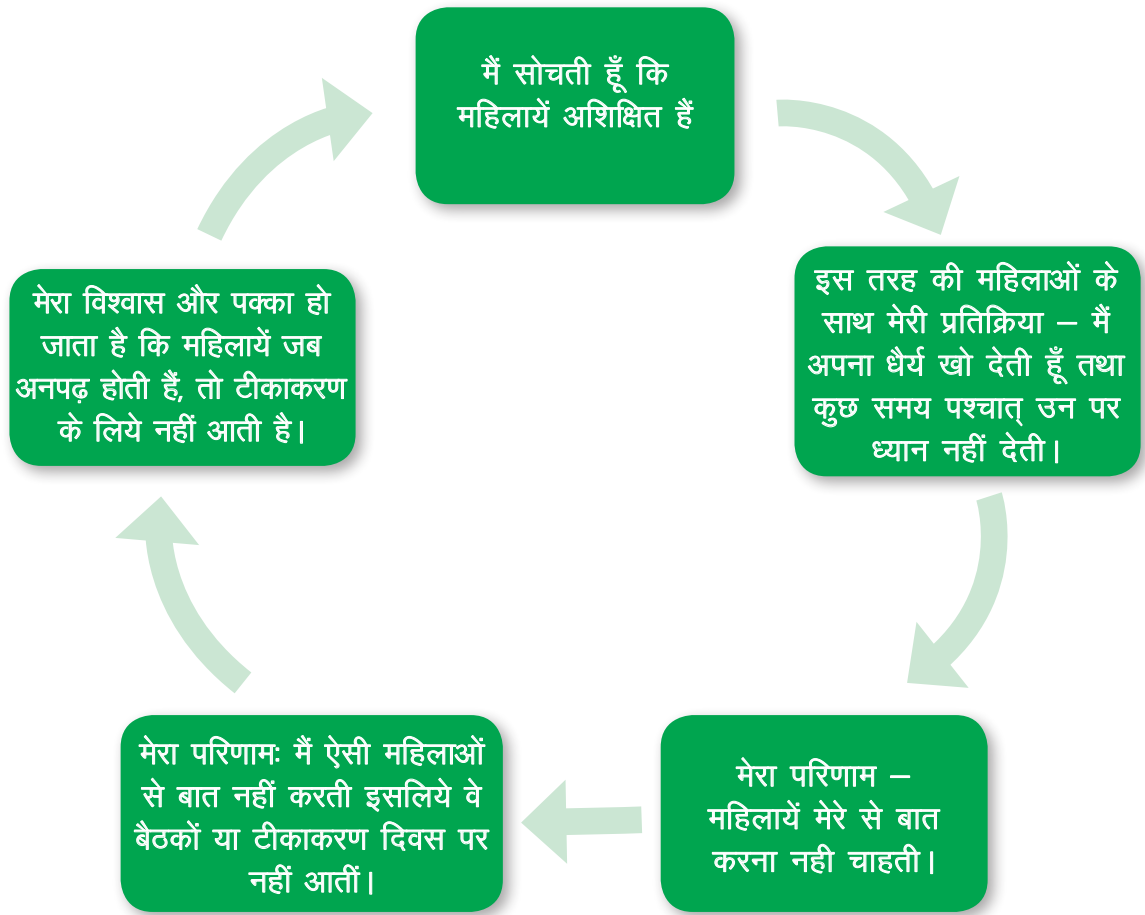 मैं सोचती हूँ कि
महिलायें अशिक्षित हैं
इस तरह की महिलाओं के
साथ मेरी प्रतिक्रिया – मैं
अपना धैर्य खो देती हूँ तथा
कुछ समय पश्चात् उन पर
ध्यान नहीं देती।
मेरा परिणाम –
महिलायें मेरे से बात
करना नही चाहती।
मेरा परिणामः मैं ऐसी महिलाओं
से बात नहीं करती इसलिये वे
बैठकों या टीकाकरण दिवस पर
नहीं आतीं।
मेरा विश्वास और पक्का हो
जाता है कि महिलायें जब
अनपढ़ होती हैं, तो टीकाकरण
के लिये नहीं आती है।